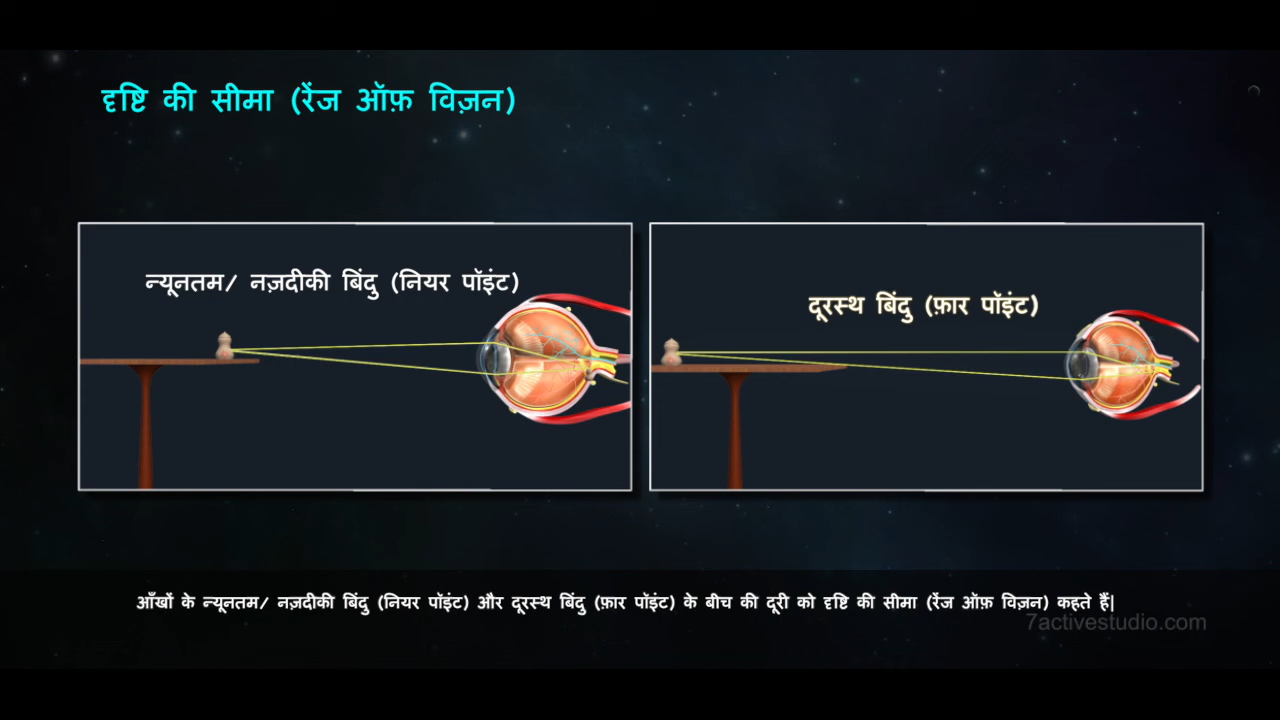 दृष्टि की सीमा (रेंज ऑफ़ विज़न)
न्यूनतम/ नज़दीकी बिंदु (नियर पॉइंट)
दूरस्थ बिंदु (फ़ार पॉइंट)
आँखों के न्यूनतम/ नज़दीकी बिंदु (नियर पॉइंट) और दूरस्थ बिंदु (फ़ार पॉइंट) के बीच की दूरी को दृष्टि की सीमा (रेंज ऑफ़ विज़न) कहते हैं|
7activestudio.com